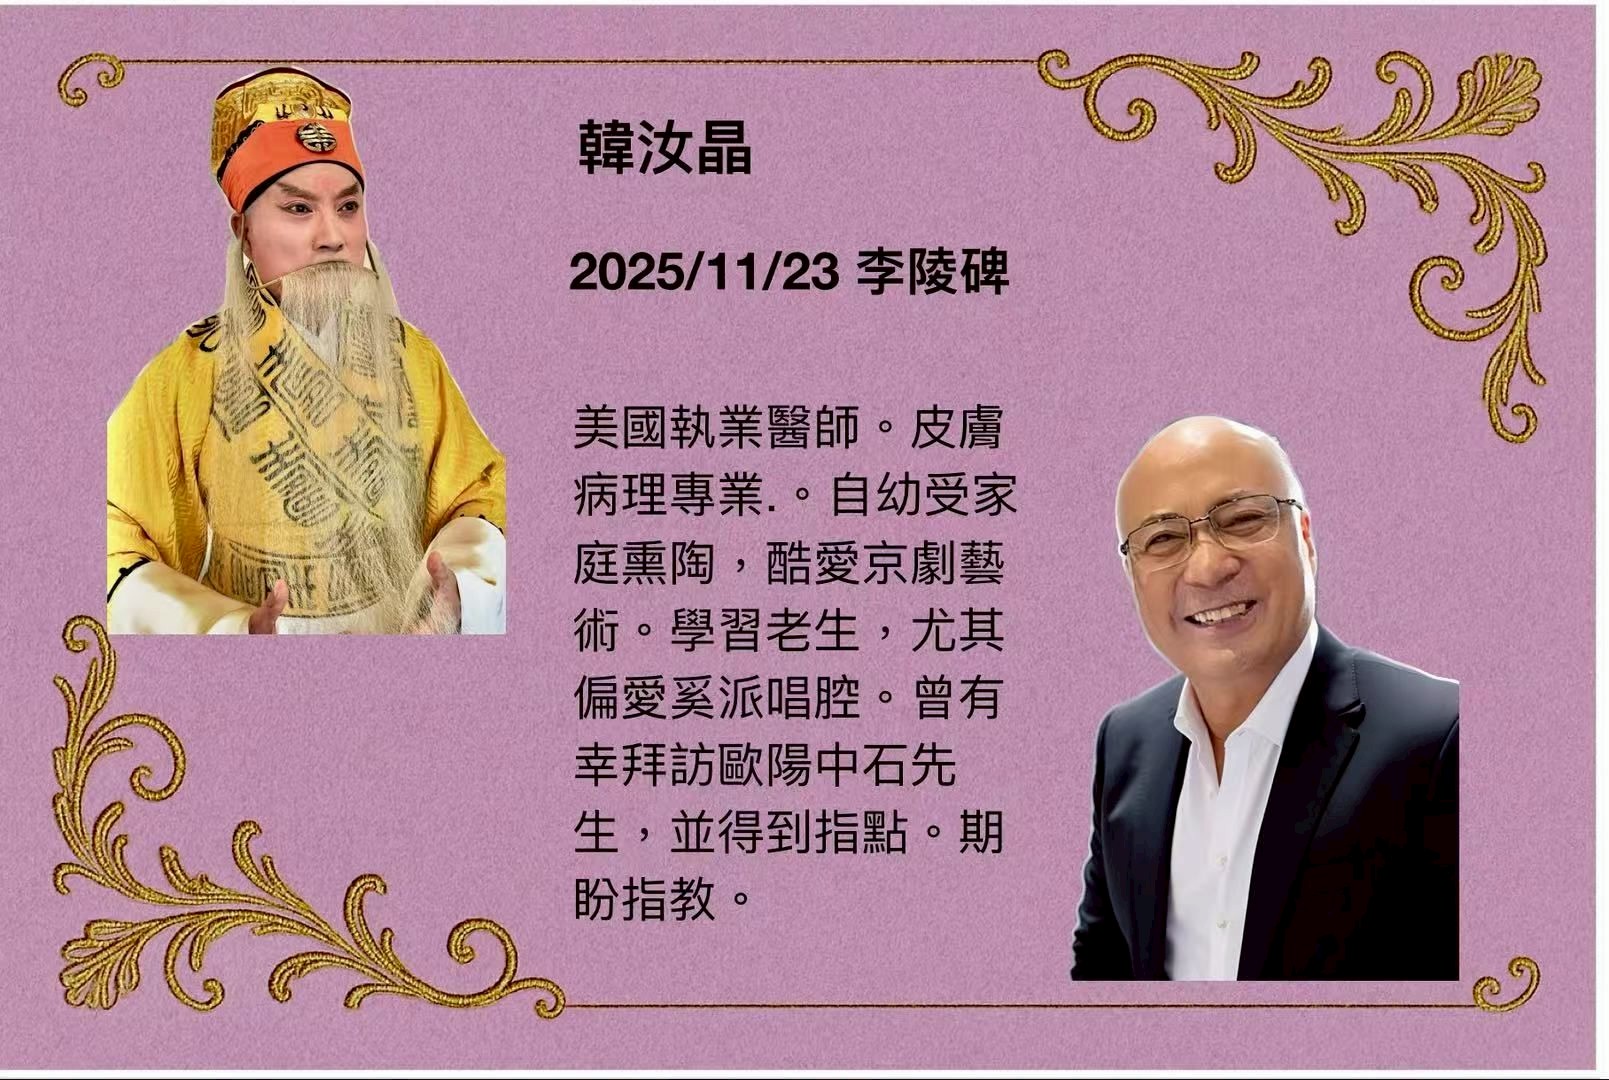 韓汝晶
2025/11/23 李陵碑
美國執業醫師。皮膚
病理專業.。自幼受家
庭熏陶，酷愛京劇藝
術。學習老生，尤其
偏愛奚派唱腔。曾有
幸拜訪歐陽中石先
生，並得到指點。期
盼指教。